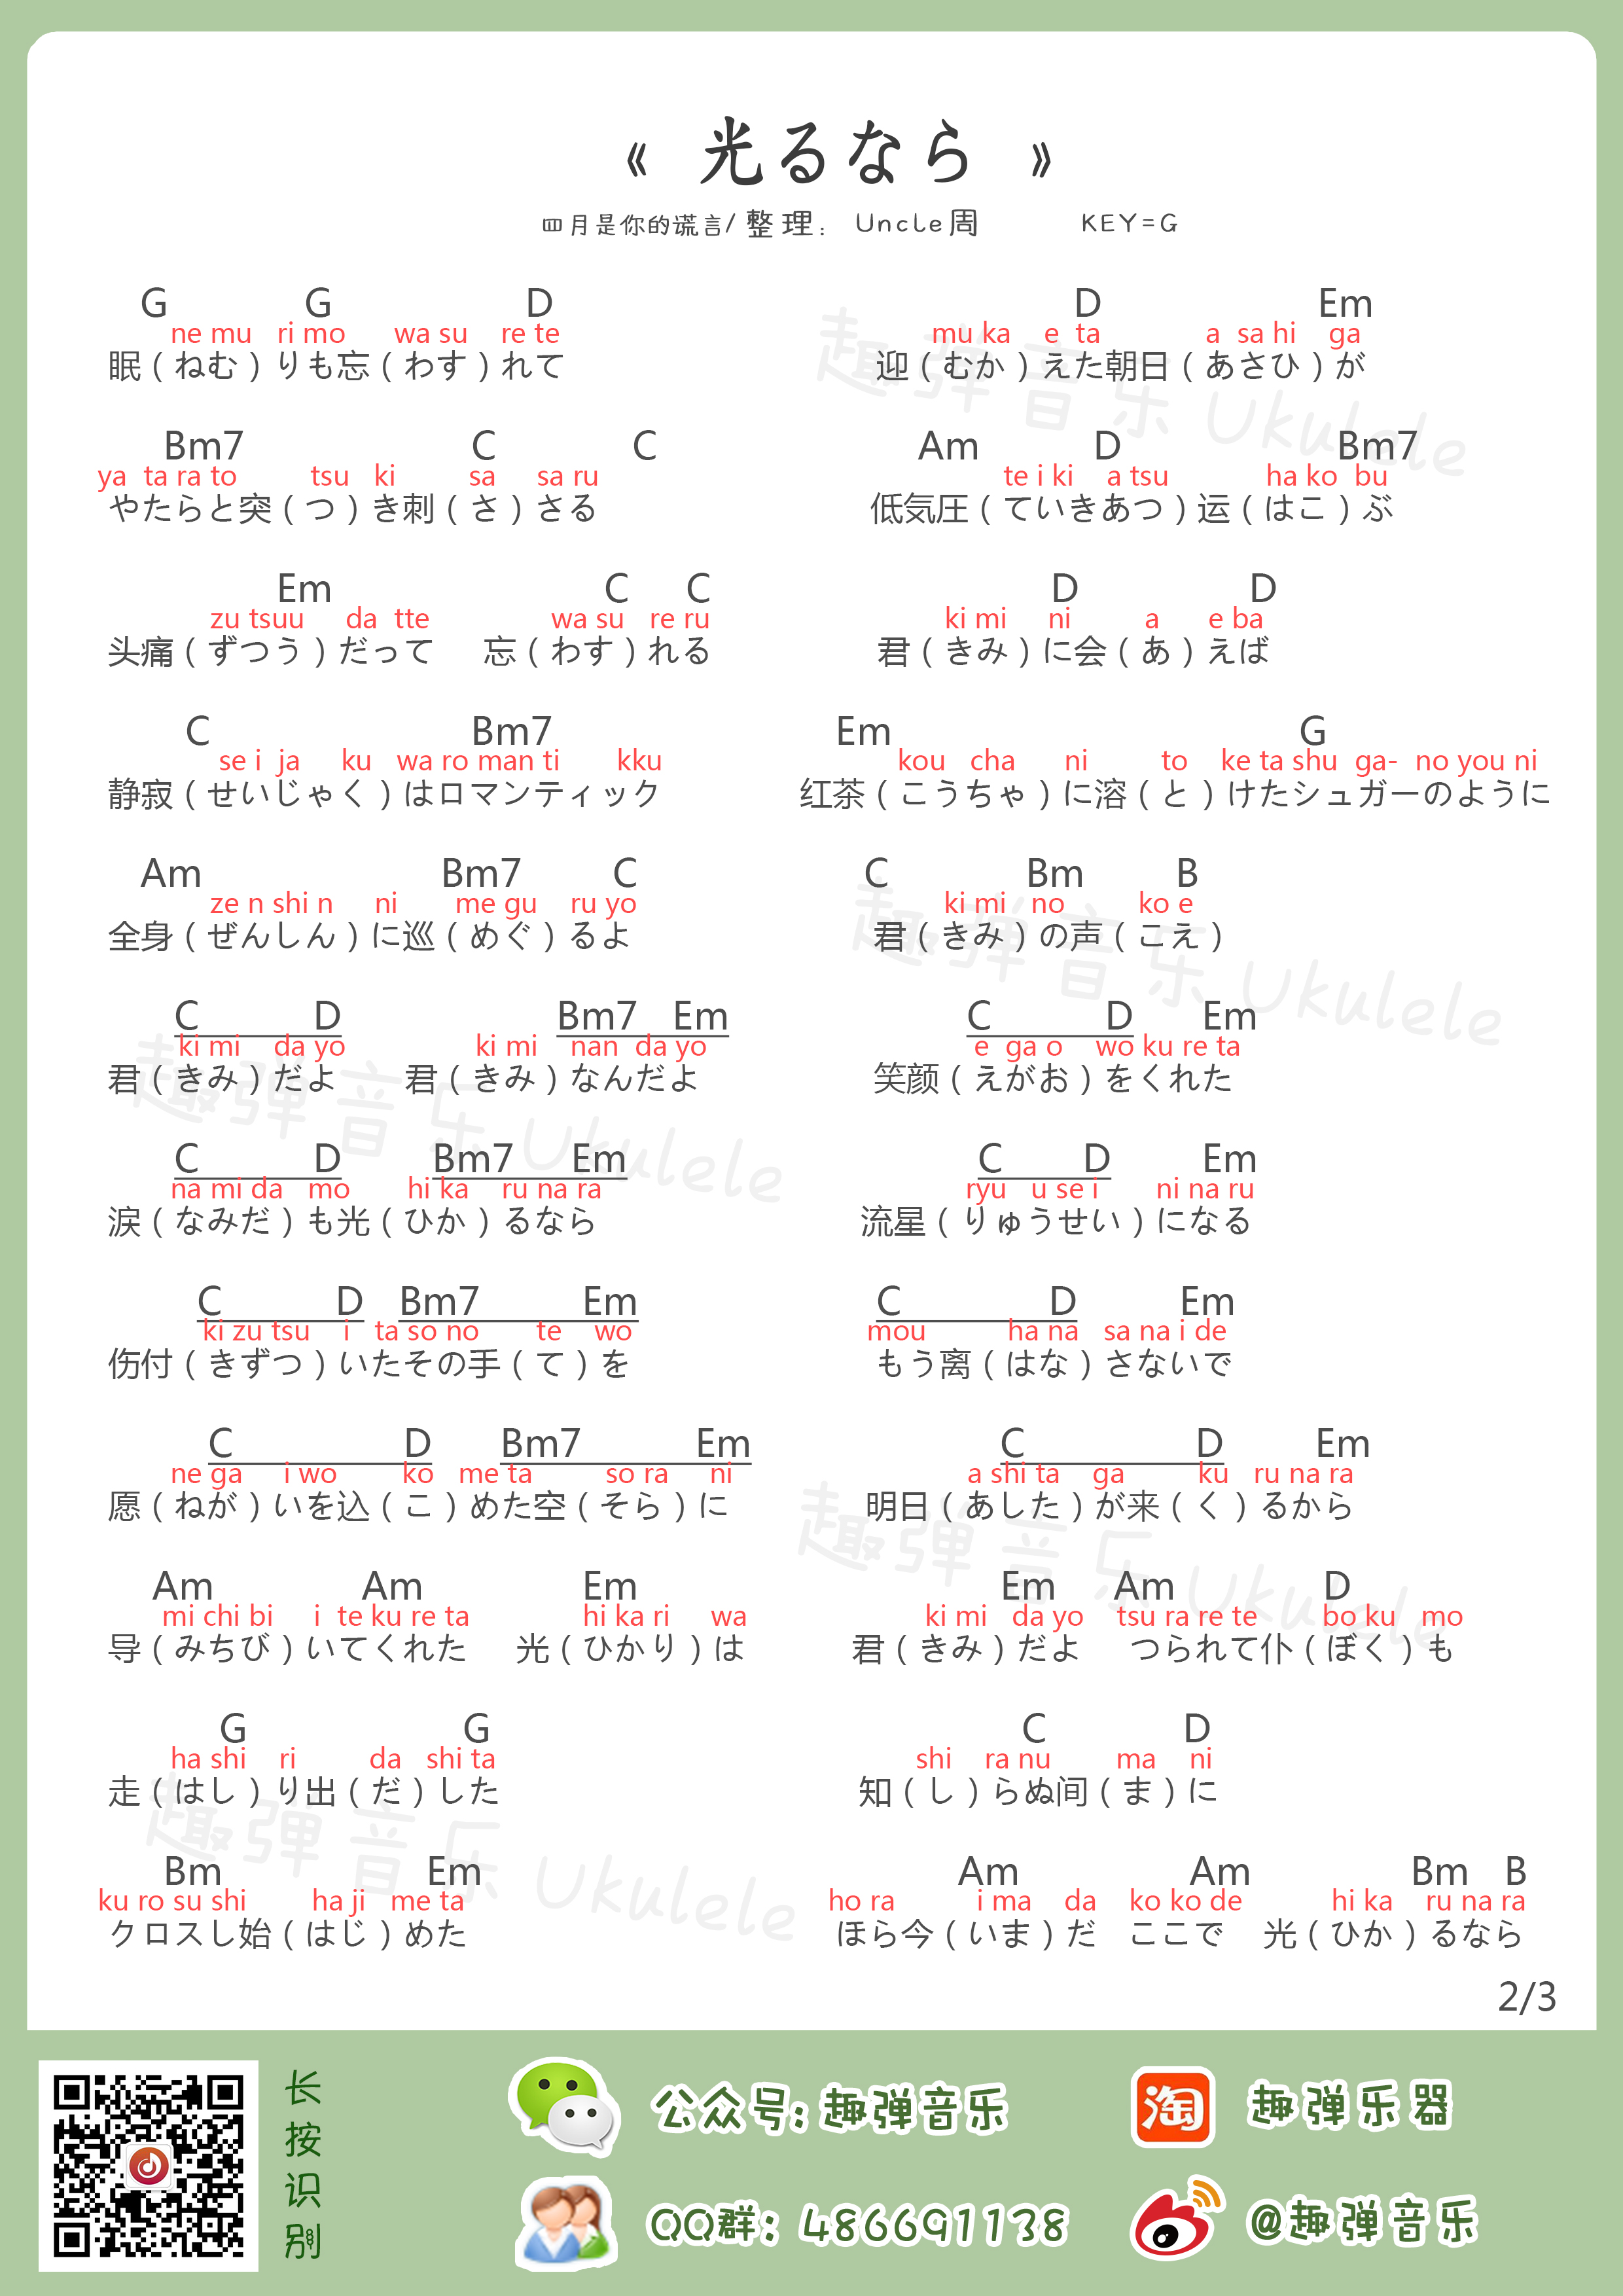 《 光るなら 》
四月是你的谎言/ 整理： Uncle周 KEY=G
G G D D Em
ne mu ri mo wa su re te mu ka e ta a sa hi ga
眠（ねむ）りも忘（わす）れて 迎（むか）えた朝日（あさひ）が
Bm7 C C Am D Bm7
ya ta ra to tsu ki sa sa ru te i ki a tsu ha ko bu
やたらと突（つ）き刺（さ）さる 低気圧（ていきあつ）运（はこ）ぶ
Em C C D D
zu tsuu da tte wa su re ru ki mi ni a e ba
头痛（ずつう）だって 忘（わす）れる 君（きみ）に会（あ）えば
C Bm7 Em G
se i ja ku wa ro man ti kku kou cha ni to ke ta shu ga- no you ni
静寂（せいじゃく）はロマンティック 红茶（こうちゃ）に溶（と）けたシュガーのように
Am Bm7 C C Bm B
ze n shi n ni me gu ru yo ki mi no ko e
全身（ぜんしん）に巡（めぐ）るよ 君（きみ）の声（こえ）
C D Bm7 Em C D Em
ki mi da yo ki mi nan da yo e ga o wo ku re ta
君（きみ）だよ 君（きみ）なんだよ 笑颜（えがお）をくれた
C D Bm7 Em C D Em
na mi da mo hi ka ru na ra ryu u se i ni na ru
涙（なみだ）も光（ひか）るなら 流星（りゅうせい）になる
C D Bm7 Em C D Em
ki zu tsu i ta so no te wo mou ha na sa na i de
伤付（きずつ）いたその手（て）を もう离（はな）さないで
C D Bm7 Em C D Em
ne ga i wo ko me ta so ra ni a shi ta ga ku ru na ra
愿（ねが）いを込（こ）めた空（そら）に 明日（あした）が来（く）るから
Am Am Em Em Am D
mi chi bi i te ku re ta hi ka ri wa ki mi da yo tsu ra re te bo ku mo
导（みちび）いてくれた 光（ひかり）は 君（きみ）だよ つられて仆（ぼく）も
G G C D
ha shi ri da shi ta shi ra nu ma ni
走（はし）り出（だ）した 知（し）らぬ间（ま）に
Bm Em Am Am Bm B
ku ro su shi ha ji me ta ho ra i ma da ko ko de hi ka ru na ra
クロスし始（はじ）めた ほら今（いま）だ ここで 光（ひか）るなら
2/3
长按识别
公众号：趣弹音乐
淘 趣弹乐器
QQ群：486691138
@趣弹音乐
趣弹音乐 Ukulele
趣弹音乐 Ukulele
趣弹音乐 Ukulele
趣弹音乐 Ukulele
趣弹音乐 Ukulele